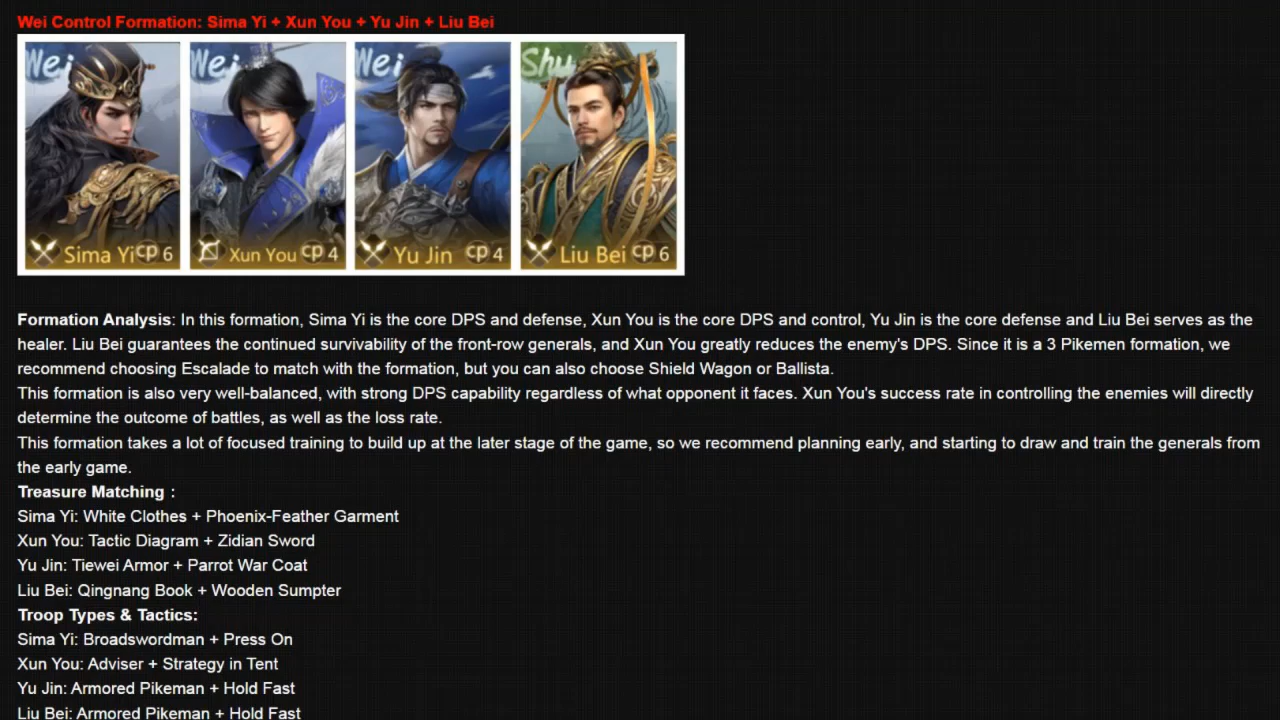 Wei Control Formation: Sima Yi + Xun You + Yu Jin + Liu Bei
Wei Wei Wei Shu
Sima Yi cp 6 Xun You cp 4 Yu Jin cp 4 Liu Bei cp 6
Formation Analysis: In this formation, Sima Yi is the core DPS and defense, Xun You is the core DPS and control, Yu Jin is the core defense and Liu Bei serves as the
healer. Liu Bei guarantees the continued survivability of the front-row generals, and Xun You greatly reduces the enemy's DPS. Since it is a 3 Pikemen formation, we
recommend choosing Escalade to match with the formation, but you can also choose Shield Wagon or Ballista.
This formation is also very well-balanced, with strong DPS capability regardless of what opponent it faces. Xun You's success rate in controlling the enemies will directly
determine the outcome of battles, as well as the loss rate.
This formation takes a lot of focused training to build up at the later stage of the game, so we recommend planning early, and starting to draw and train the generals from
the early game.
Treasure Matching：
Sima Yi: White Clothes + Phoenix-Feather Garment
Xun You: Tactic Diagram + Zidian Sword
Yu Jin: Tiewei Armor + Parrot War Coat
Liu Bei: Qingnang Book + Wooden Sumpter
Troop Types & Tactics:
Sima Yi: Broadswordman + Press On
Xun You: Adviser + Strategy in Tent
Yu Jin: Armored Pikeman + Hold Fast
Liu Bei: Armored Pikeman + Hold Fast